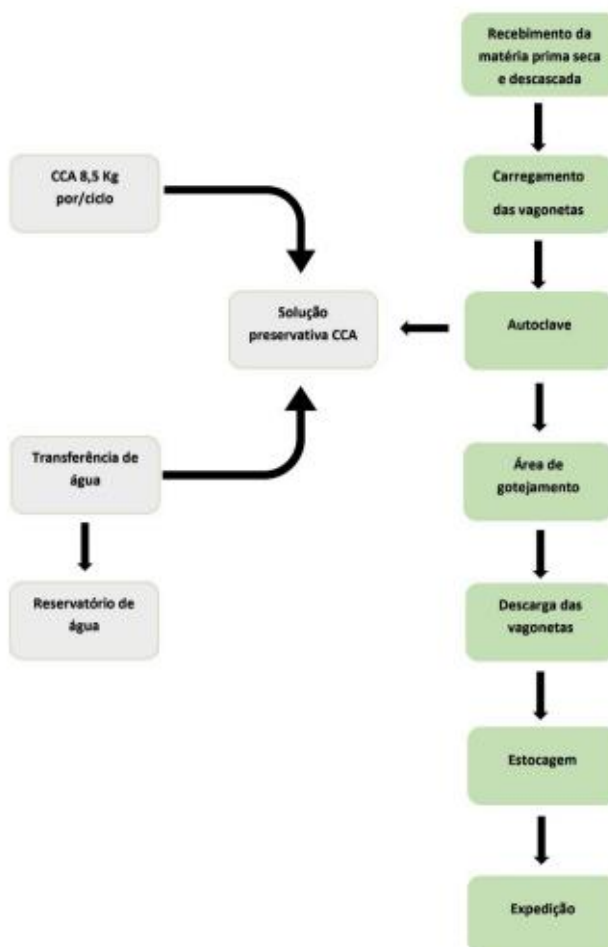 Recebimento da
matéria prima seca
e descascada
CCA 8,5 Kg
por/ciclo
Carregamento
das vagonetas
Solução
preservativa CCA
Autoclave
Transferência de
água
Área de
gotejamento
Reservatório de
água
Descarga das
vagonetas
Estocagem
Expedição